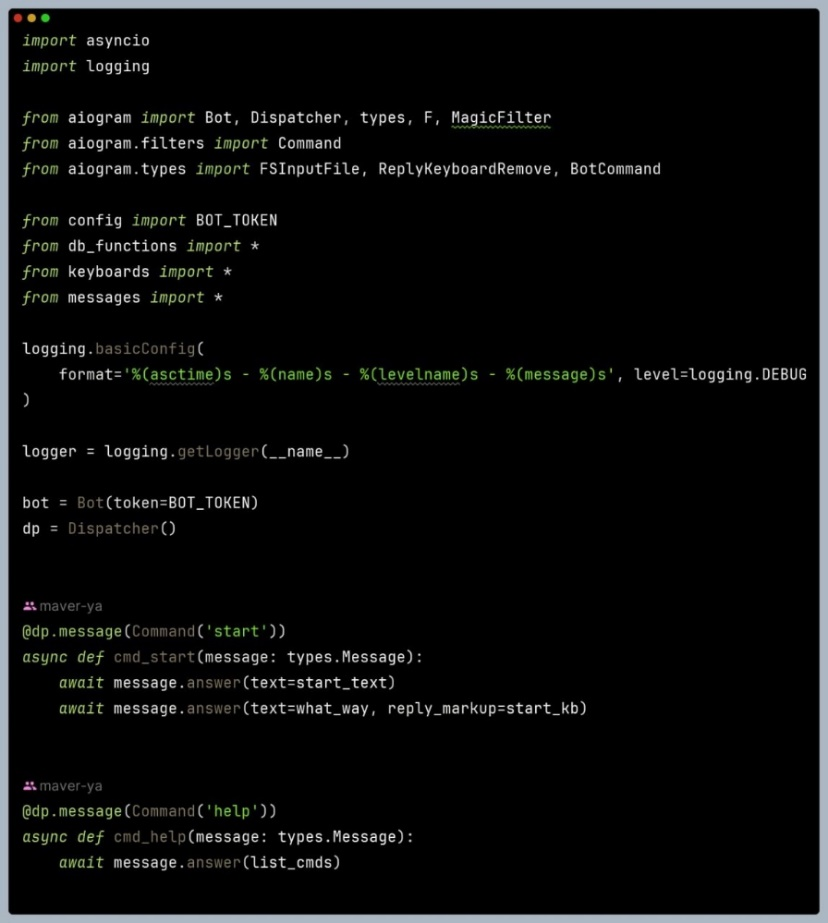 import asyncio
import logging

from aiogram import Bot, Dispatcher, types, F, MagicFilter
from aiogram.filters import Command
from aiogram.types import FSInputFile, ReplyKeyboardRemove, BotCommand

from config import BOT_TOKEN
from db_functions import *
from keyboards import *
from messages import *

logging.basicConfig(
    format='%(asctime)s - %(name)s - %(levelname)s - %(message)s', level=logging.DEBUG
)

logger = logging.getLogger(__name__)

bot = Bot(token=BOT_TOKEN)
dp = Dispatcher()

maver-ya
@dp.message(Command('start'))
async def cmd_start(message: types.Message):
    await message.answer(text=start_text)
    await message.answer(text=what_way, reply_markup=start_kb)

maver-ya
@dp.message(Command('help'))
async def cmd_help(message: types.Message):
    await message.answer(list_cmds)